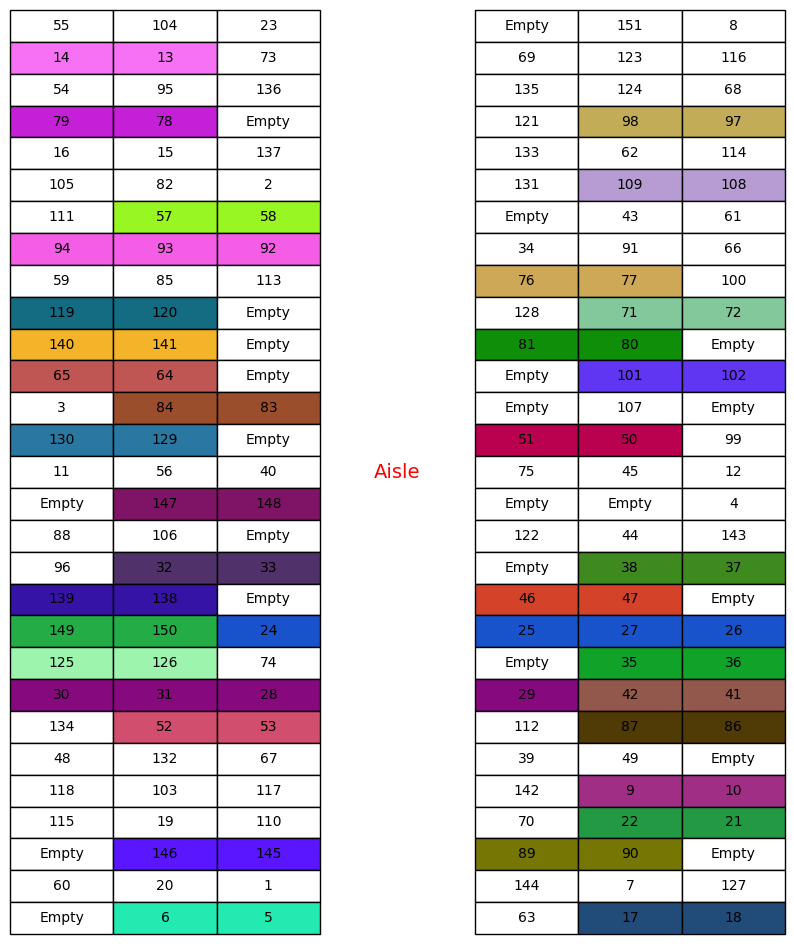 55 104 23 Empty 151 8
14 13 73 69 123 116
54 95 136 135 124 68
79 78 Empty 121 98 97
16 15 137 133 62 114
105 82 2 131 109 108
111 57 58 Empty 43 61
94 93 92 34 91 66
59 85 113 76 77 100
119 120 Empty 128 71 72
140 141 Empty 81 80 Empty
65 64 Empty Empty 101 102
3 84 83 Empty 107 Empty
130 129 Empty 51 50 99
11 56 40 Aisle 75 45 12
Empty 147 148 Empty Empty 4
88 106 Empty 122 44 143
96 32 33 Empty 38 37
139 138 Empty 46 47 Empty
149 150 24 25 27 26
125 126 74 Empty 35 36
30 31 28 29 42 41
134 52 53 112 87 86
48 132 67 39 49 Empty
118 103 117 142 9 10
115 19 110 70 22 21
Empty 146 145 89 90 Empty
60 20 1 144 7 127
Empty 6 5 63 17 18